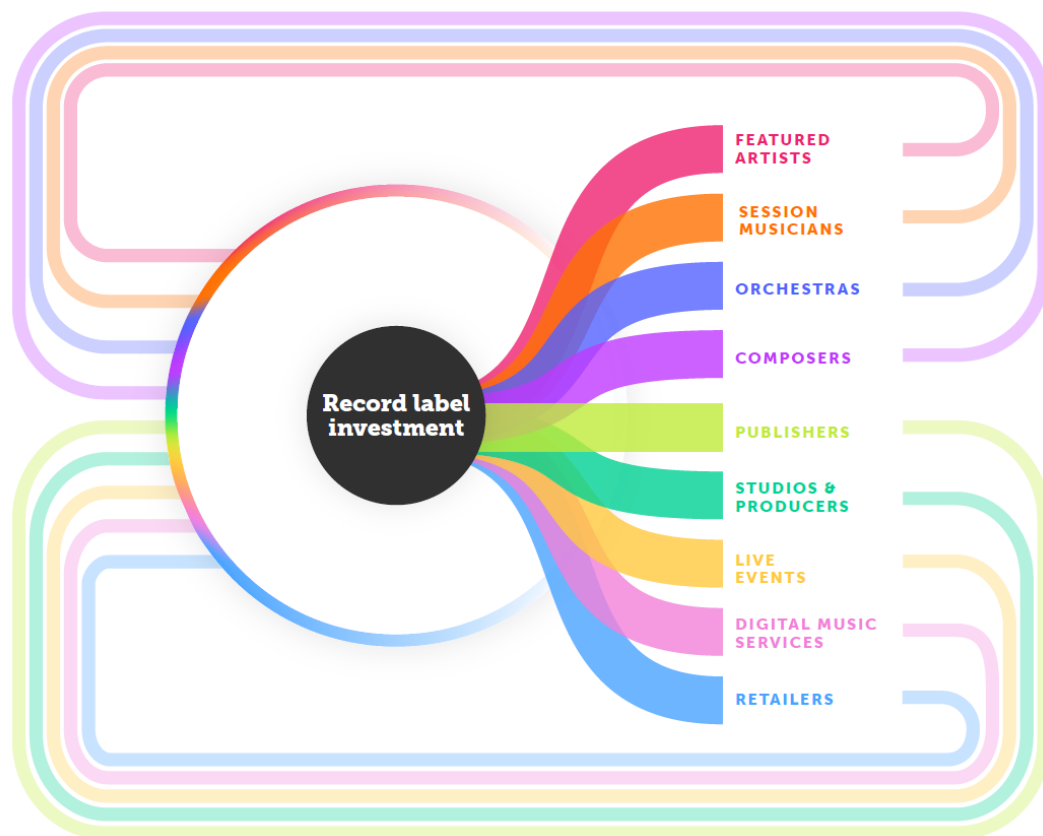 Record label
investment
FEATURED
ARTISTS
SESSION
MUSICIANS
ORCHESTRAS
COMPOSERS
PUBLISHERS
STUDIOS &
PRODUCERS
LIVE
EVENTS
DIGITAL MUSIC
SERVICES
RETAILERS